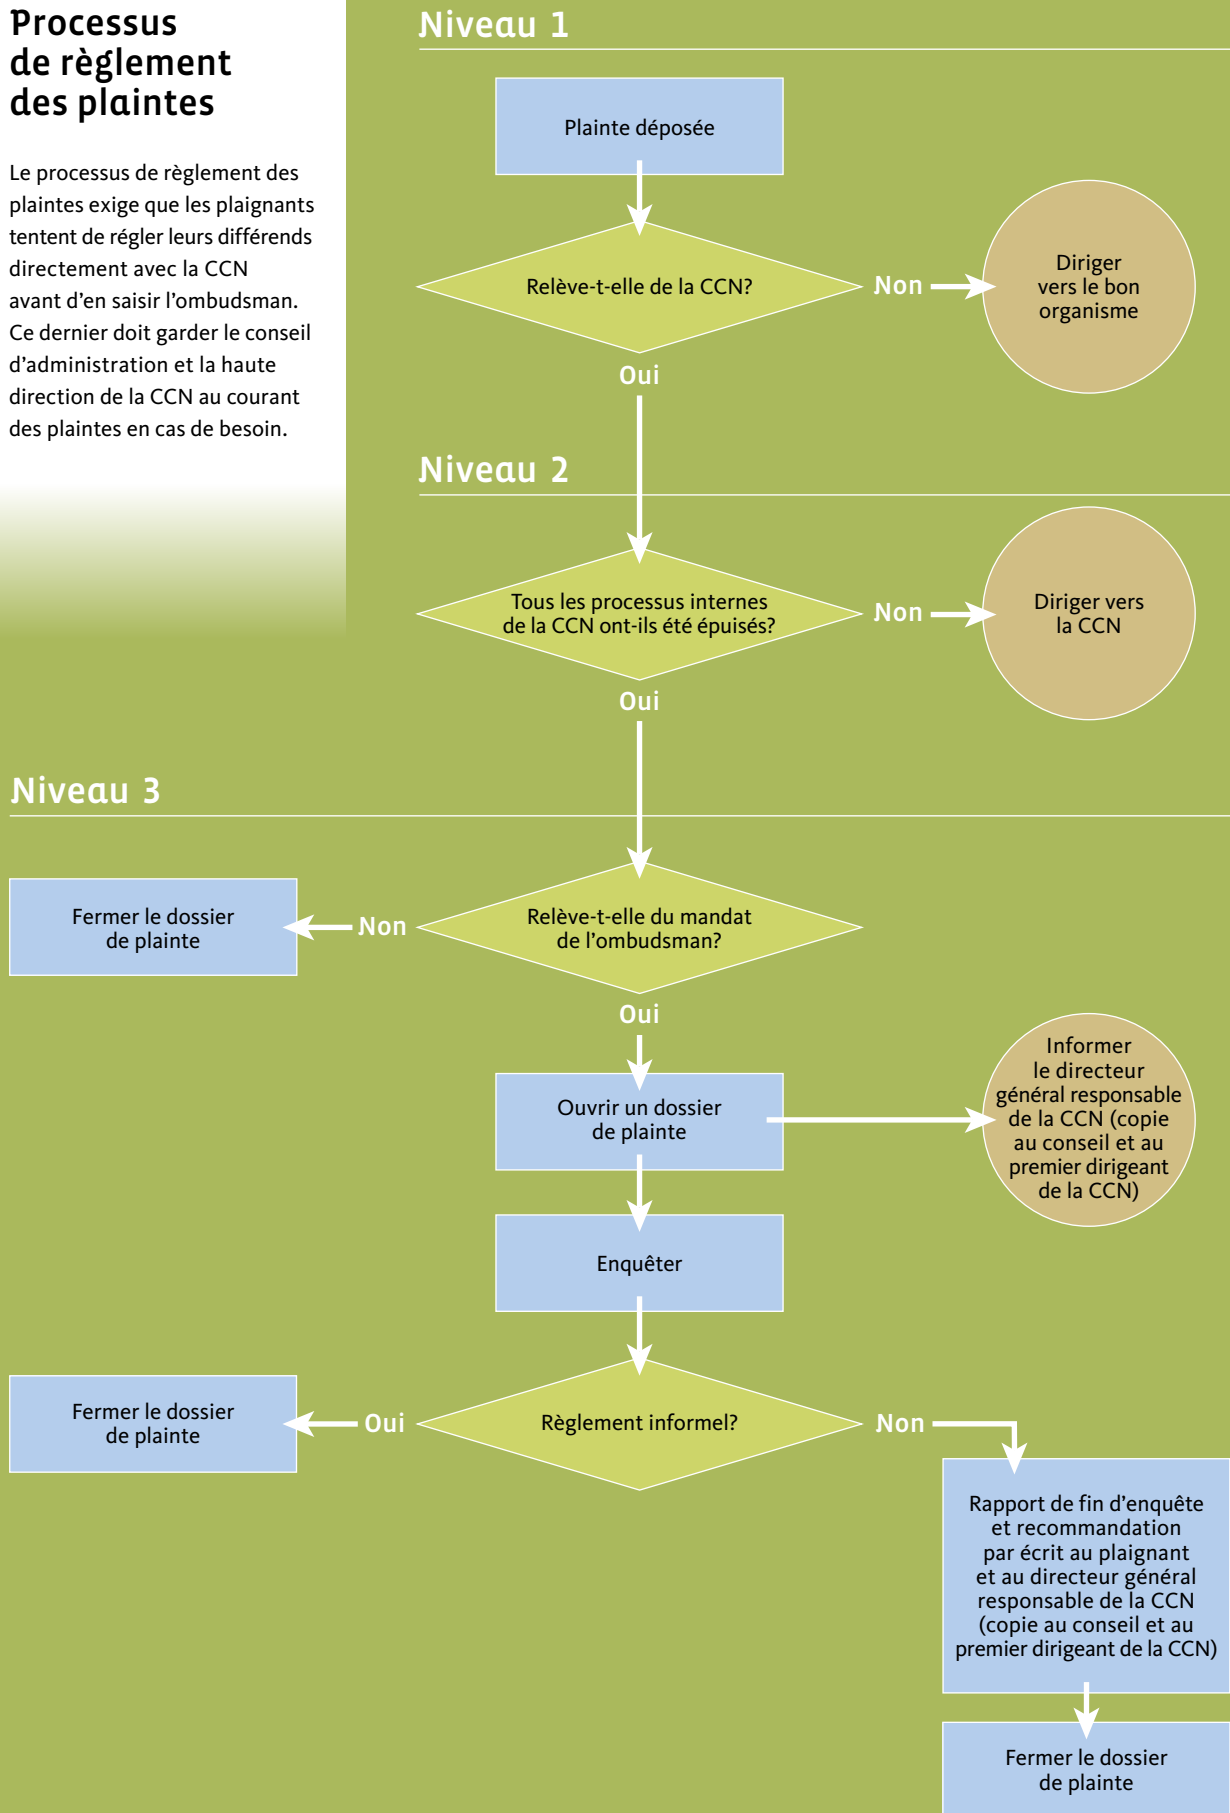 Processus
de règlement
des plaintes
Le processus de règlement des
plaintes exige que les plaignants
tentent de régler leurs différends
directement avec la CCN
avant d'en saisir l'ombudsman.
Ce dernier doit garder le conseil
d'administration et la haute
direction de la CCN au courant
des plaintes en cas de besoin.
Niveau 1
Plainte déposée
Relève-t-elle de la CCN?
Non
Diriger
vers le bon
organisme
Oui
Niveau 2
Tous les processus internes
de la CCN ont-ils été épuisés?
Non
Diriger vers
la CCN
Oui
Niveau 3
Relève-t-elle du mandat
de l'ombudsman?
Non
Fermer le dossier
de plainte
Oui
Ouvrir un dossier
de plainte
Informer
le directeur
général responsable
de la CCN (copie
au conseil et au
premier dirigeant
de la CCN)
Enquêter
Règlement informel?
Oui
Fermer le dossier
de plainte
Non
Rapport de fin d'enquête
et recommandation
par écrit au plaignant
et au directeur général
responsable de la CCN
(copie au conseil et au
premier dirigeant de la CCN)
Fermer le dossier
de plainte